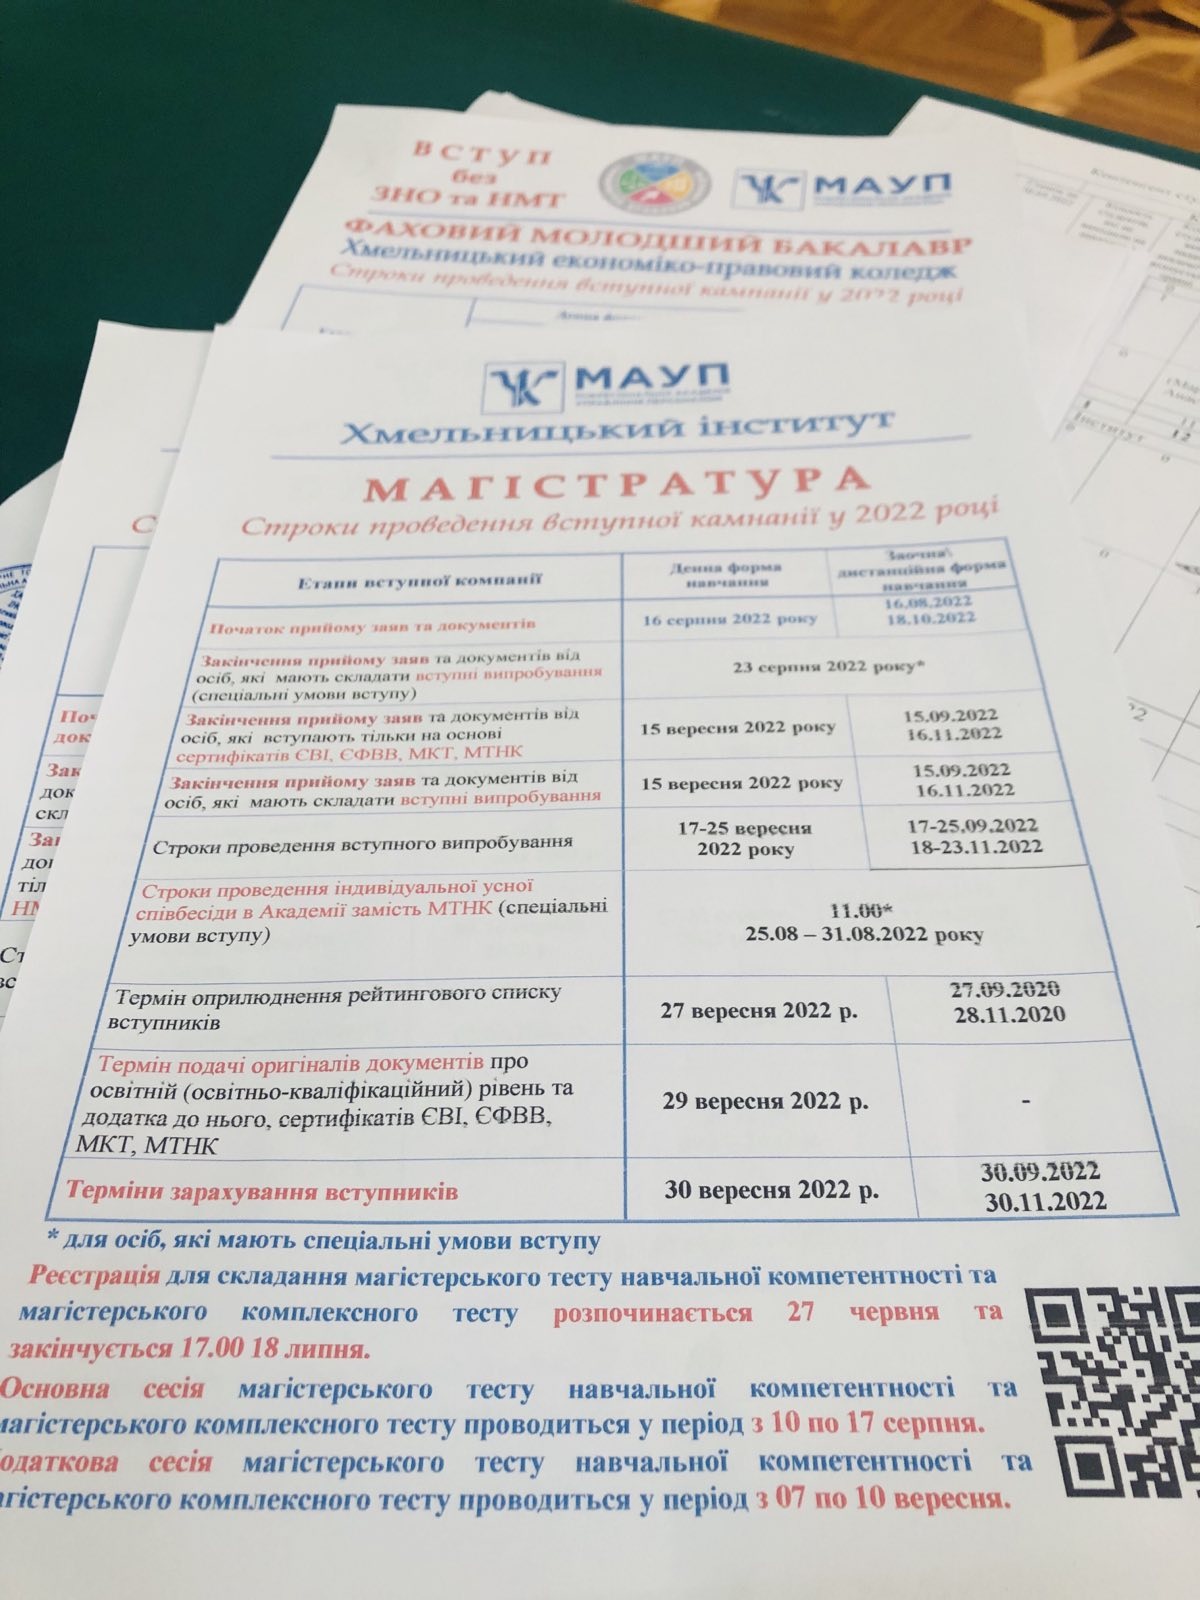 ВСТУП
без
ЗНО та НМТ
МАУП
ФАХОВИЙ МОЛОДШИЙ БАКАЛАВР
Хмельницький економіко-правовий коледж
Строки проведення вступної кампанії у 2022 році
МАУП
Хмельницький інститут
МАГІСТРАТУРА
Строки проведення вступної кампанії у 2022 році
Етапи вступної компанії
Денна форма
навчання
Заочна\
дистанційна форма
навчання
Початок прийому заяв та документів
16 серпня 2022 року
16.08.2022
18.10.2022
Закінчення прийому заяв та документів від
осіб, які мають складати вступні випробування
(спеціальні умови вступу)
23 серпня 2022 року*
Закінчення прийому заяв та документів від
осіб, які вступають тільки на основі
сертифікатів ЄВІ, ЄФВВ, МКТ, МТНК
15 вересня 2022 року
15.09.2022
16.11.2022
Закінчення прийому заяв та документів від
осіб, які мають складати вступні випробування
15 вересня 2022 року
15.09.2022
16.11.2022
Строки проведення вступного випробування
17-25 вересня
2022 року
17-25.09.2022
18-23.11.2022
Строки проведення індивідуальної усної
співбесіди в Академії замість МТНК (спеціальні
умови вступу)
11.00*
25.08 – 31.08.2022 року
Термін оприлюднення рейтингового списку
вступників
27 вересня 2022 р.
27.09.2020
28.11.2020
Термін подачі оригіналів документів про
освітній (освітньо-кваліфікаційний) рівень та
додатка до нього, сертифікатів ЄВІ, ЄФВВ,
МКТ, МТНК
29 вересня 2022 р.
-
Терміни зарахування вступників
30 вересня 2022 р.
30.09.2022
30.11.2022
* для осіб, які мають спеціальні умови вступу
Реєстрація для складання магістерського тесту навчальної компетентності та
магістерського комплексного тесту розпочинається 27 червня та
закінчується 17.00 18 липня.
Основна сесія магістерського тесту навчальної компетентності та
магістерського комплексного тесту проводиться у період з 10 по 17 серпня.
одаткова сесія магістерського тесту навчальної компетентності та
агістерського комплексного тесту проводиться у період з 07 по 10 вересня.